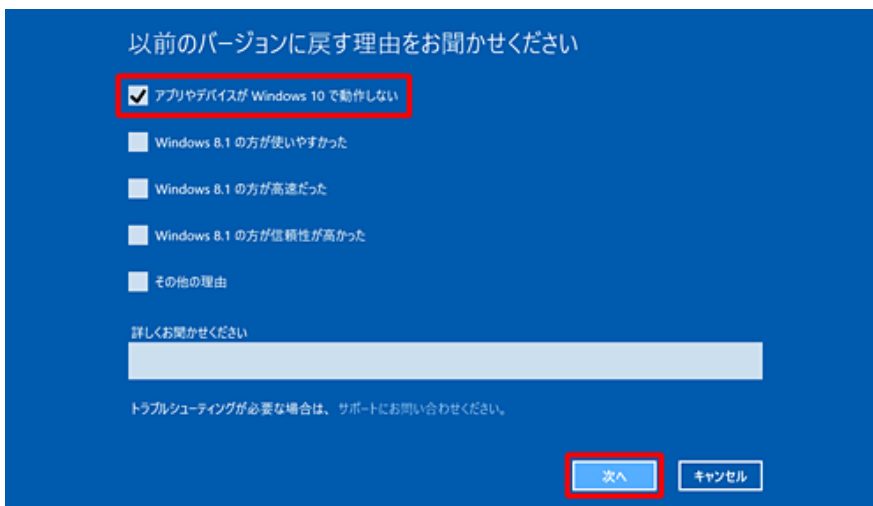 以前のバージョンに戻す理由をお聞かせください
アプリやデバイスが Windows 10 で動作しない
Windows 8.1 の方が使いやすかった
Windows 8.1 の方が高速だった
Windows 8.1 の方が信頼性が高かった
その他の理由
詳しくお聞かせください
トラブルシューティングが必要な場合は、サポートにお問い合わせください。
次へ キャンセル